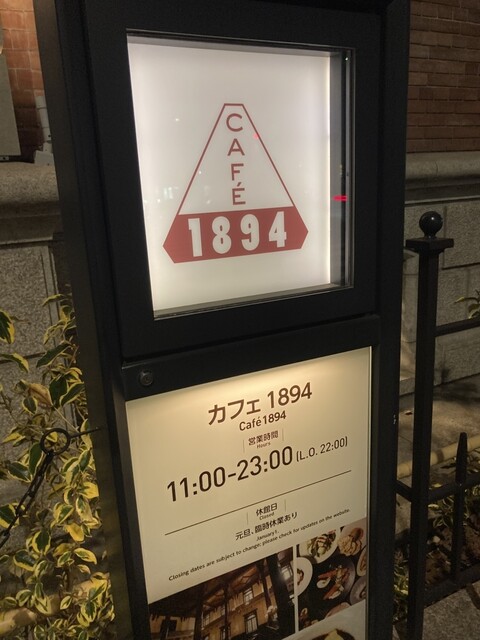 CAFÉ
1894
カフェ 1894
Café 1894
営業時間
Hours
11:00-23:00 (L.O. 22:00)
休館日
Closed
元旦、臨時休業あり
January 1
Closing dates are subject to change; please check for updates on the website.